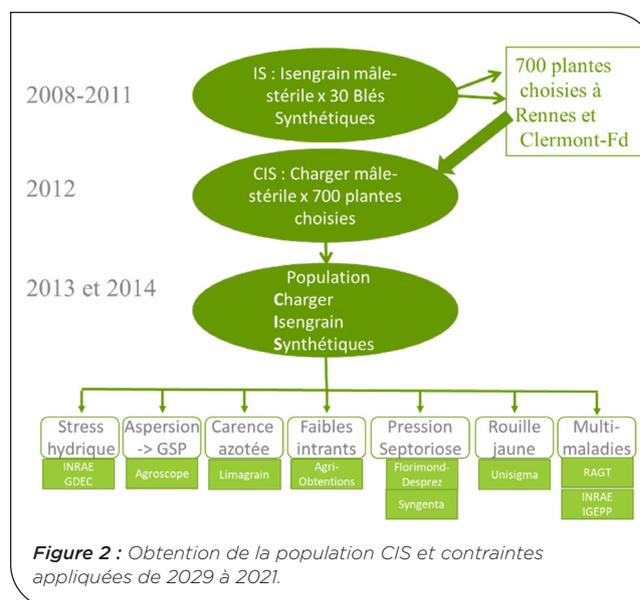 2008-2011
IS : Isengrain mâle-
stérile x 30 Blés
Synthétiques
700 plantes
choisies à
Rennes et
Clermont-Fd
2012
CIS : Charger mâle-
stérile x 700 plantes
choisies
2013 et 2014
Population
Charger
Isengrain
Synthétiques
Stress
hydrique
INRAE
GDEC
Aspersion
-> GSP
Agroscope
Carence
azotée
Limagrain
Faibles
intrants
Agri-
Obtentions
Pression
Septoriose
Florimond-
Desprez
Syngenta
Rouille
jaune
Unisigma
Multi-
maladies
RAGT
INRAE
IGEPP
Figure 2 : Obtention de la population CIS et contraintes
appliquées de 2029 à 2021.